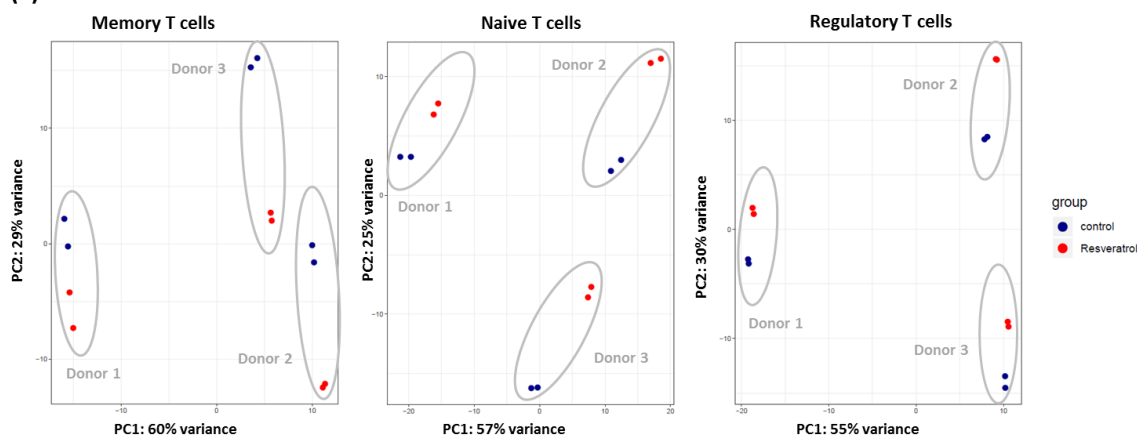 Memory T cells
Naive T cells
Regulatory T cells
Donor 3
Donor 1
Donor 2
10
0
−10
−10
0
10
PC2: 29% variance
PC1: 60% variance
Donor 2
Donor 1
Donor 3
10
0
−10
−20
−10
0
10
20
PC2: 25% variance
PC1: 57% variance
Donor 2
Donor 1
Donor 3
10
0
−10
−20
−10
0
10
PC2: 30% variance
PC1: 55% variance
group
control
Resveratrol